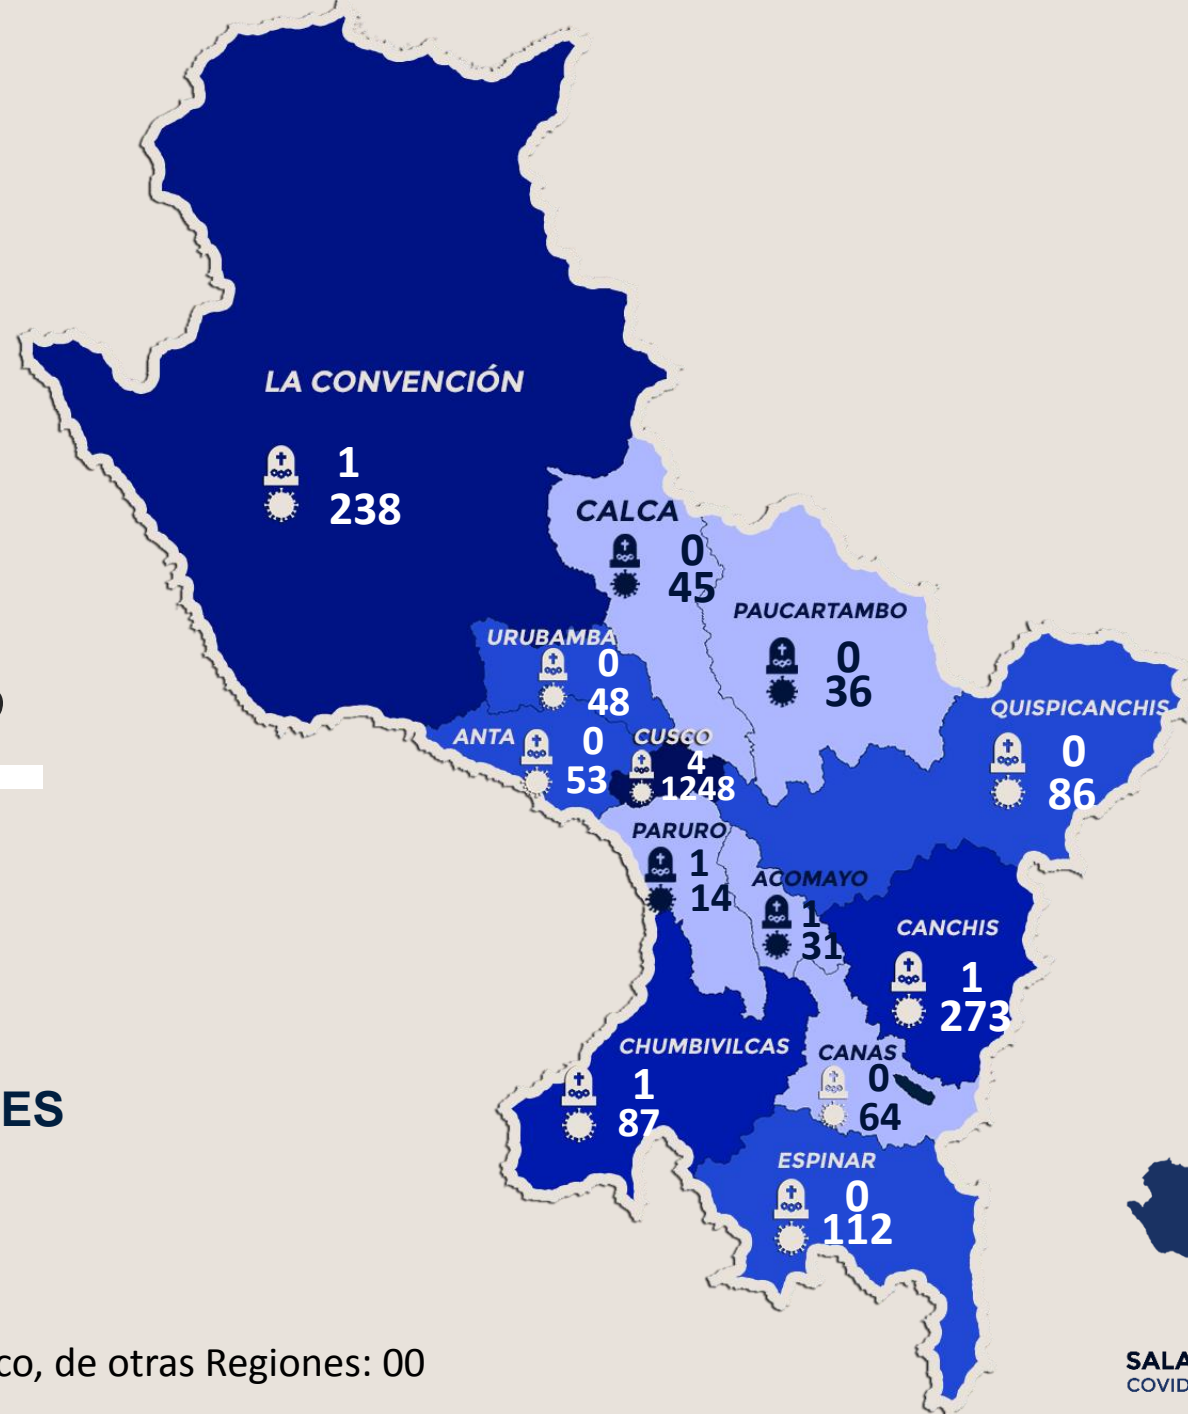 LA CONVENCIÓN
1
238
CALCA
0
45
PAUCARTAMBO
0
36
URUBAMBA
0
48
QUISPICANCHIS
0
86
ANTA
0
53
CUSCO
4
1248
PARURO
1
14
ACOMAYO
1
31
CANCHIS
1
273
CHUMBIVILCAS
1
87
CANAS
0
64
ES
ESPINAR
0
112
co, de otras Regiones: 00
SALA
COVID